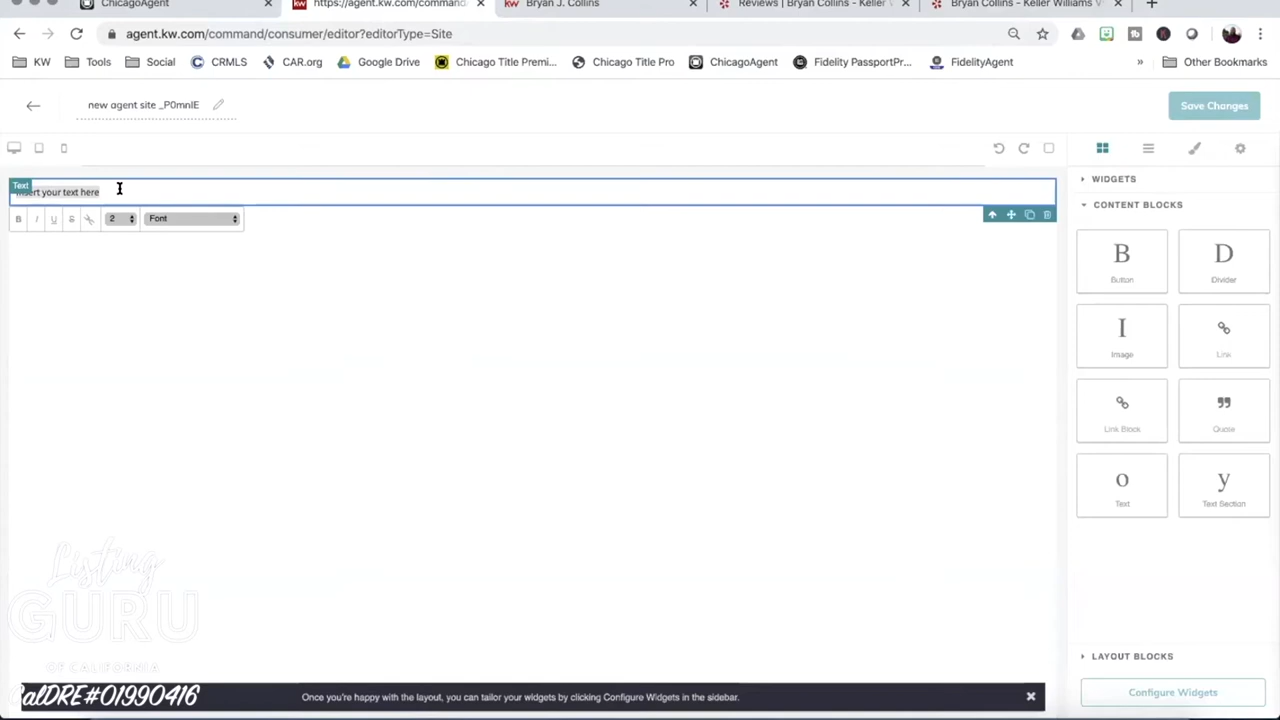 ChicagoAgent
https://agent.kw.com/command
Bryan J. Collins
Reviews | Bryan Collins - Keller
Bryan Collins - Keller Williams V
agent.kw.com/command/consumer/editor?editorType=Site
KW
Tools
Social
CRMLS
CAR.org
Google Drive
Chicago Title Premi...
Chicago Title Pro
ChicagoAgent
Fidelity PassportPr...
FidelityAgent
»
Other Bookmarks
new agent site _P0mnIE
Save Changes
Text
Insert your text here
B I U S
2
Font
WIDGETS
CONTENT BLOCKS
B
Button
D
Divider
I
Image
Link
Link Block
Quote
o
Text
y
Text Section
LAYOUT BLOCKS
Configure Widgets
Once you're happy with the layout, you can tailor your widgets by clicking Configure Widgets in the sidebar.
Listing
GURU
OF CALIFORNIA
CalDRE#01990416